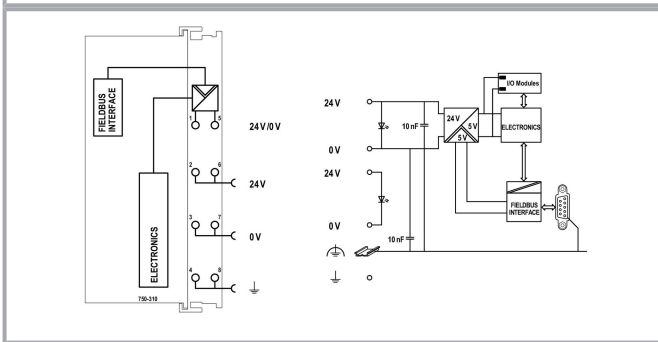 FIELDBUS
INTERFACE
ELECTRONICS
750-310
1
5
24 V /0 V
2
6
24 V
3
7
0 V
4
8
24 V
0 V
24 V
0 V
10 nF
10 nF
24 V
5 V
5 V
I/O Modules
ELECTRONICS
FIELDBUS
INTERFACE